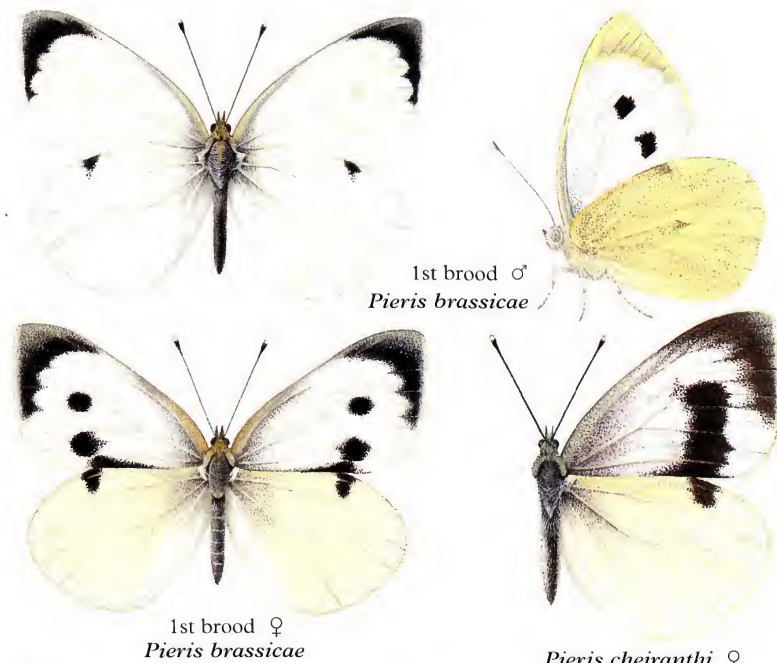 1st brood ♂
Pieris brassicae
1st brood ♀
Pieris brassicae
Pieris cheiranthi ♀